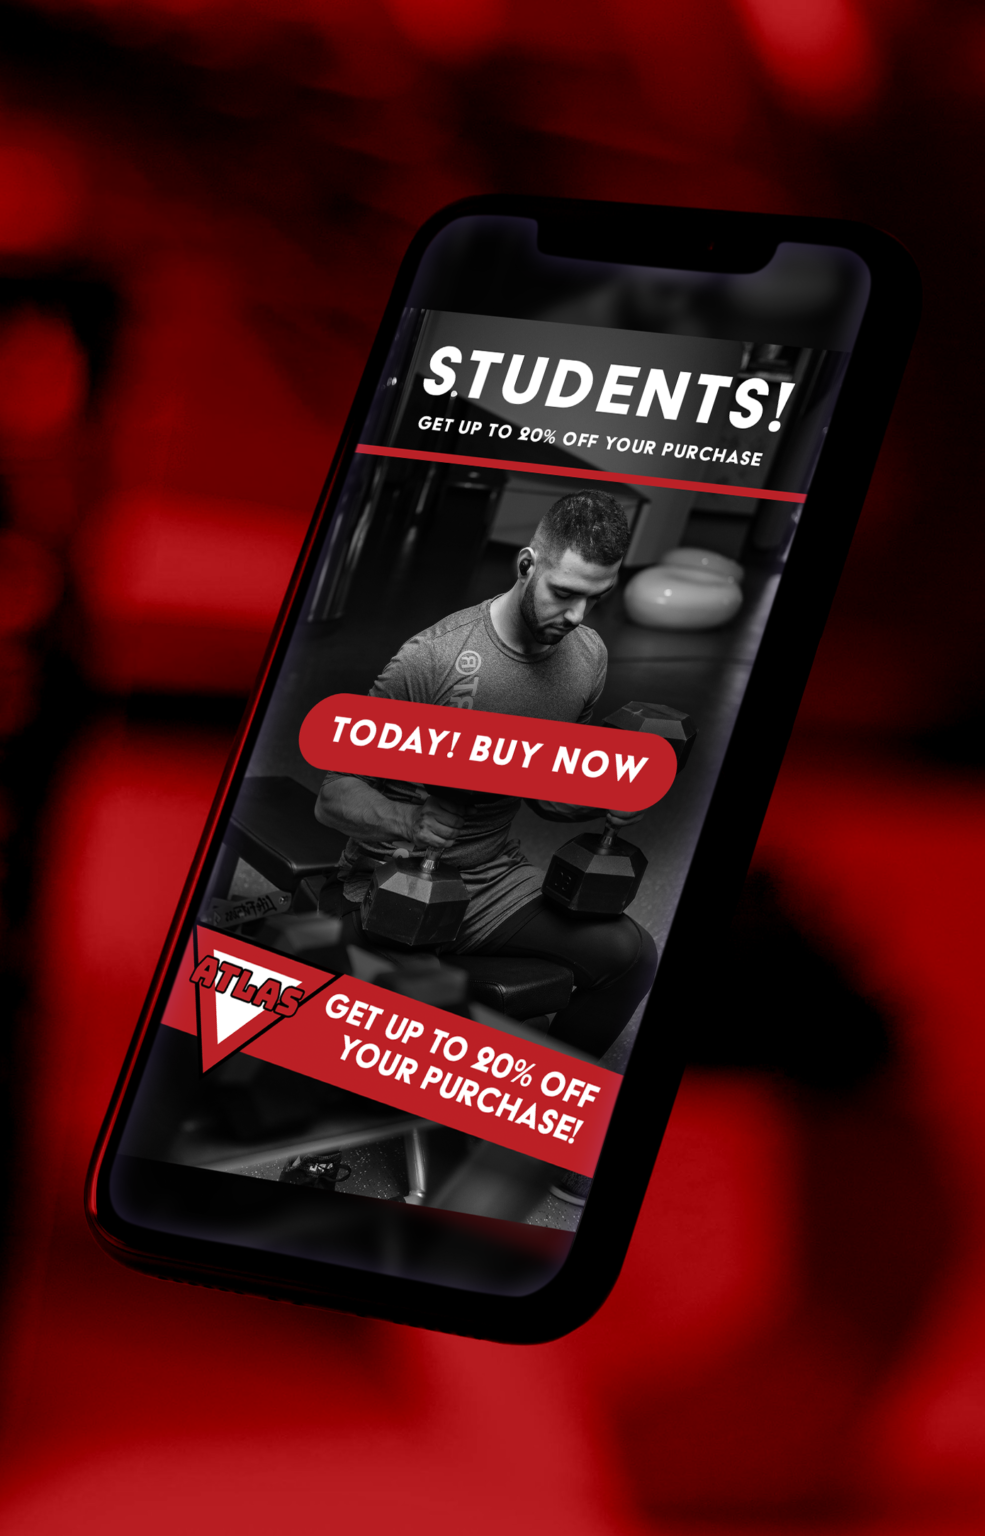 STUDENTS!
GET UP TO 20% OFF YOUR PURCHASE
TODAY! BUY NOW
ATLAS
GET UP TO 20% OFF
YOUR PURCHASE!